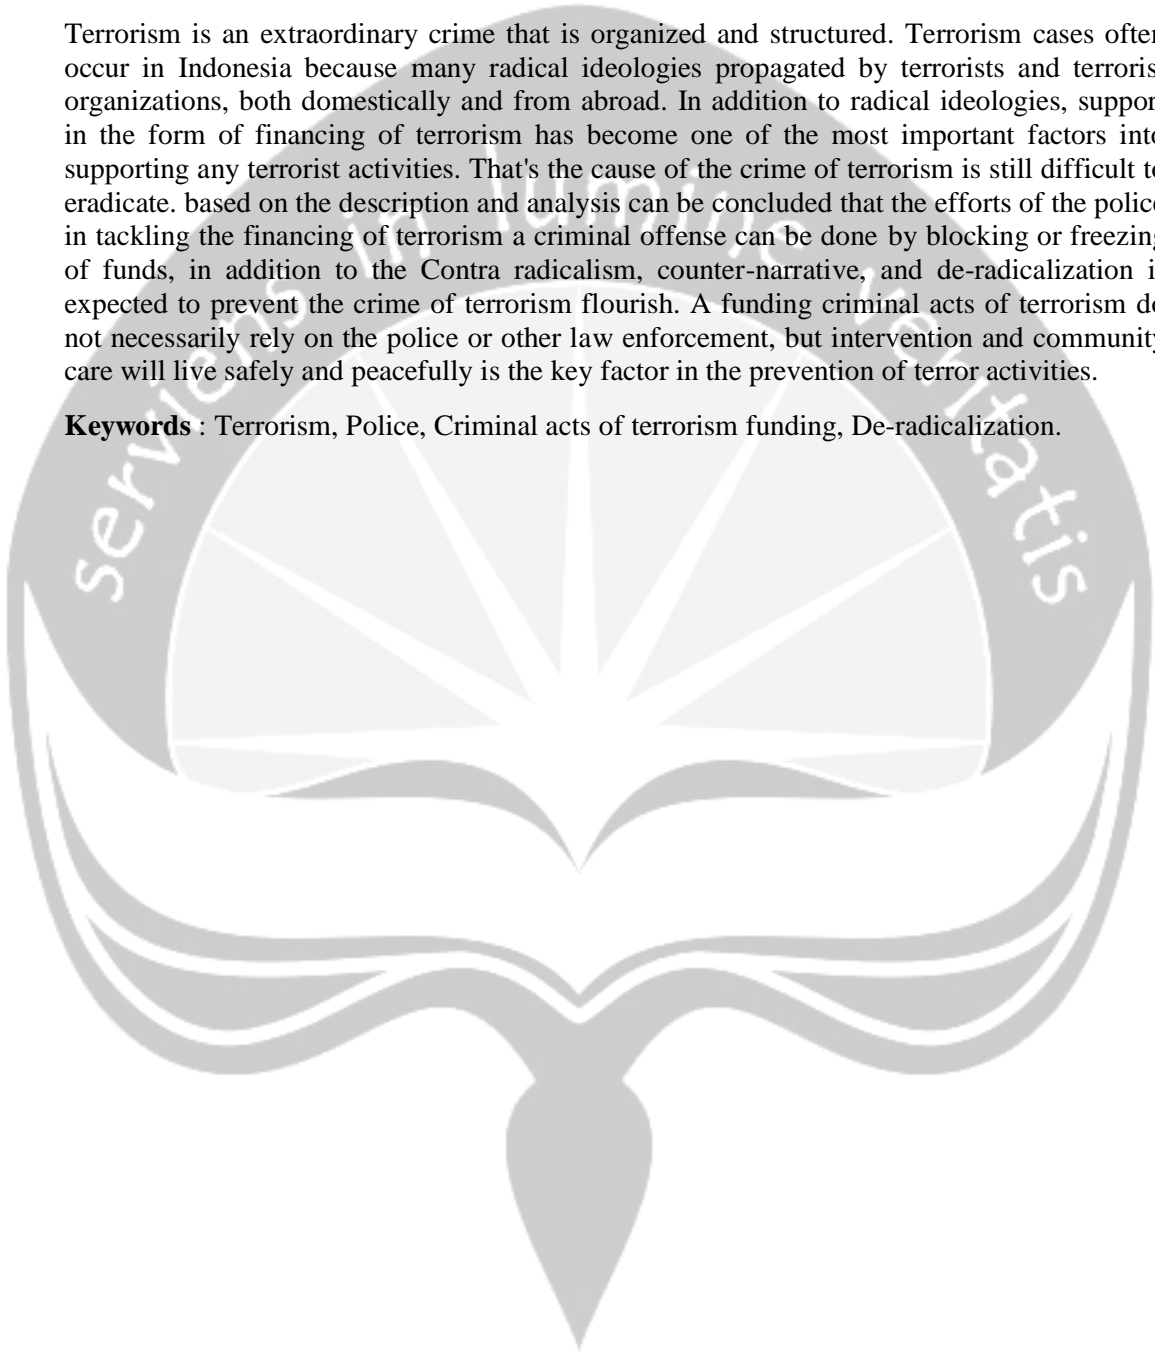 Terrorism is an extraordinary crime that is organized and structured. Terrorism cases often
occur in Indonesia because many radical ideologies propagated by terrorists and terroris
organizations, both domestically and from abroad. In addition to radical ideologies, suppor
in the form of financing of terrorism has become one of the most important factors into
supporting any terrorist activities. That's the cause of the crime of terrorism is still difficult to
eradicate. based on the description and analysis can be concluded that the efforts of the police
in tackling the financing of terrorism a criminal offense can be done by blocking or freezing
of funds, in addition to the Contra radicalism, counter-narrative, and de-radicalization i
expected to prevent the crime of terrorism flourish. A funding criminal acts of terrorism do
not necessarily rely on the police or other law enforcement, but intervention and community
care will live safely and peacefully is the key factor in the prevention of terror activities.
Keywords : Terrorism, Police, Criminal acts of terrorism funding, De-radicalization.
serviens in lumine veritatis